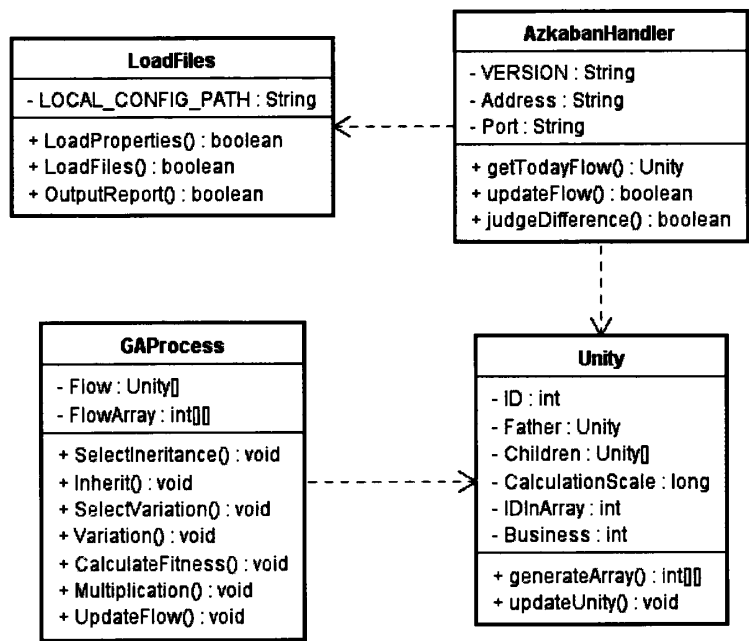 LoadFiles
- LOCAL_CONFIG_PATH : String
+ LoadProperties() : boolean
+ LoadFiles() : boolean
+ OutputReport() : boolean
AzkabanHandler
- VERSION : String
- Address : String
- Port : String
+ getTodayFlow() : Unity
+ updateFlow() : boolean
+ judgeDifference() : boolean
GAProcess
- Flow : Unity[]
- FlowArray : int[][]
+ SelectIneritance() : void
+ Inherit() : void
+ SelectVariation() : void
+ Variation() : void
+ CalculateFitness() : void
+ Multiplication() : void
+ UpdateFlow() : void
Unity
- ID : int
- Father : Unity
- Children : Unity[]
- CalculationScale : long
- IDInArray : int
- Business : int
+ generateArray() : int[][]
+ updateUnity() : void